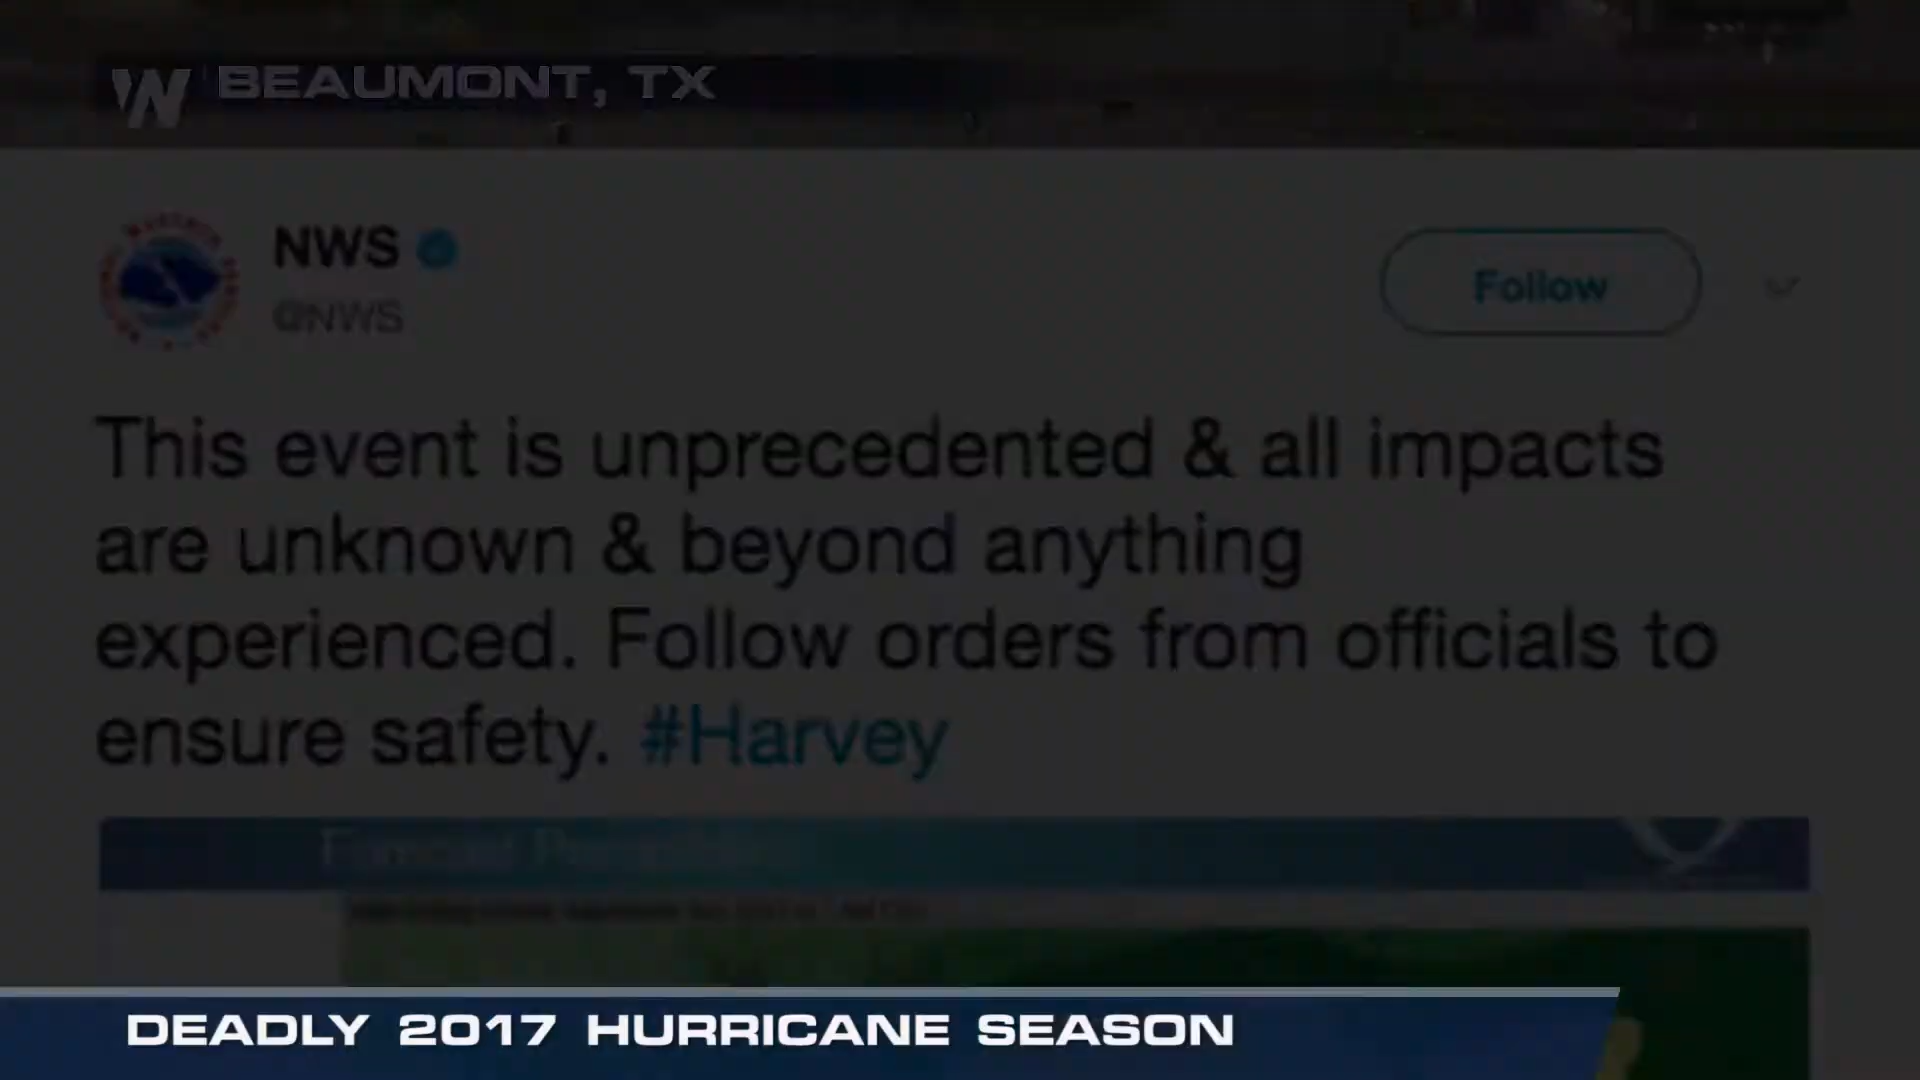 BEAUMONT, TX
NWS
@NWS
Follow
This event is unprecedented & all impacts
are unknown & beyond anything
experienced. Follow orders from officials to
ensure safety. #Harvey
DEADLY 2017 HURRICANE SEASON